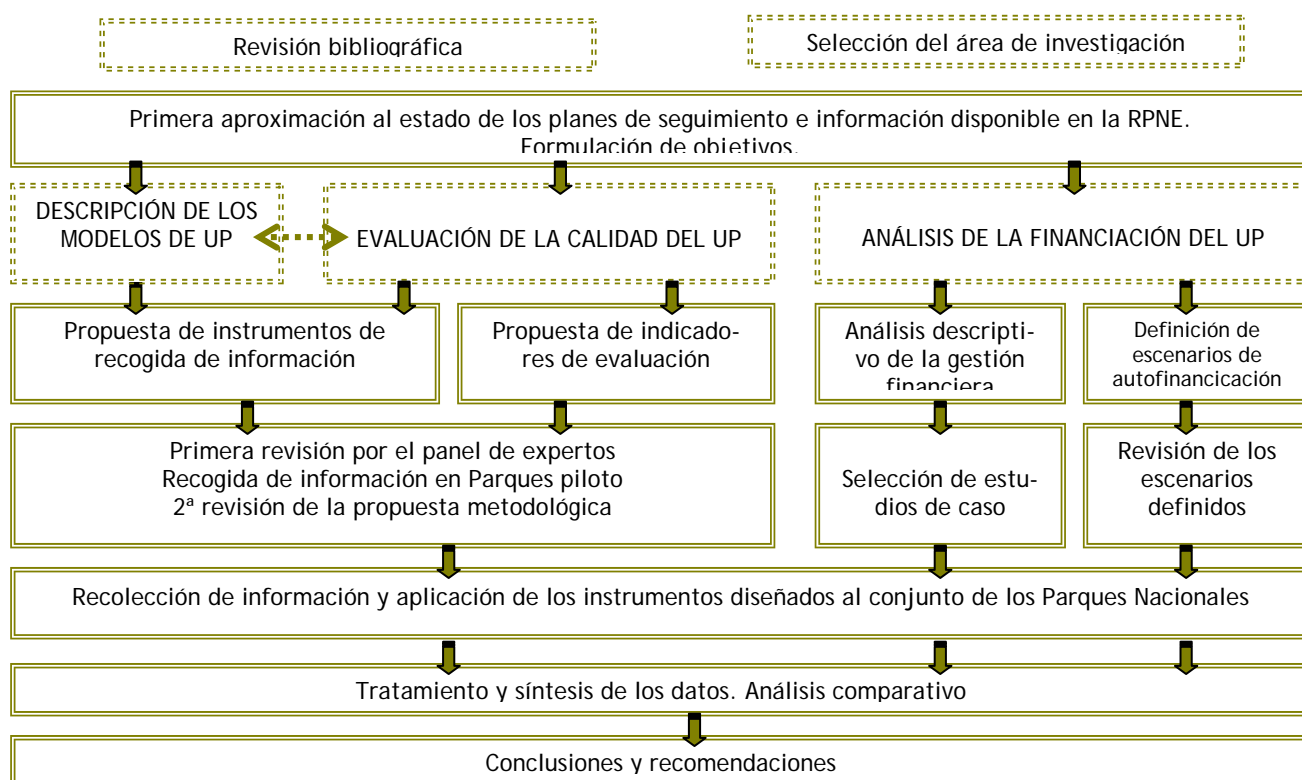 Revisión bibliográfica
Selección del área de investigación
Primera aproximación al estado de los planes de seguimiento e información disponible en la RPNE.
Formulación de objetivos.
DESCRIPCIÓN DE LOS
MODELOS DE UP
EVALUACIÓN DE LA CALIDAD DEL UP
ANÁLISIS DE LA FINANCIACIÓN DEL UP
Propuesta de instrumentos de
recogida de información
Propuesta de indicado-
res de evaluación
Análisis descripti-
vo de la gestión
financiera
Definición de
escenarios de
autofinancicación
Primera revisión por el panel de expertos
Recogida de información en Parques piloto
2ª revisión de la propuesta metodológica
Selección de estu-
dios de caso
Revisión de los
escenarios
definidos
Recolección de información y aplicación de los instrumentos diseñados al conjunto de los Parques Nacionales
Tratamiento y síntesis de los datos. Análisis comparativo
Conclusiones y recomendaciones